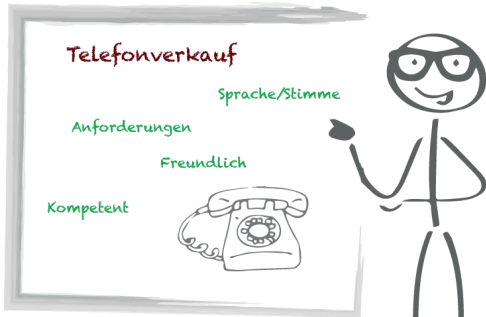 Telefonverkauf
Sprache/Stimme
Anforderungen
Freundlich
Kompetent